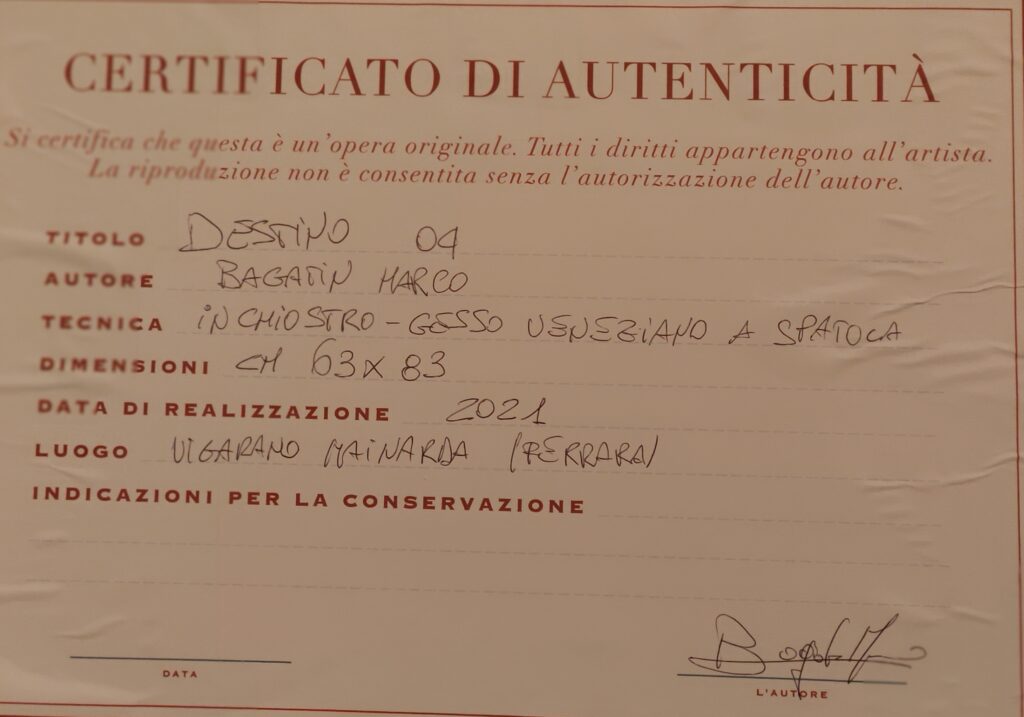 CERTIFICATO DI AUTENTICITÀ
Si certifica che questa è un'opera originale. Tutti i diritti appartengono all'artista.
La riproduzione non è consentita senza l'autorizzazione dell'autore.
TITOLO DESTINO 04
AUTORE BAGATIN MARCO
TECNICA INCHIOSTRO - GESSO VENEZIANO A SPATOLA
DIMENSIONI CM 63X83
DATA DI REALIZZAZIONE 2021
LUOGO VIGARANO MAINARDA (FERRARA)
INDICAZIONI PER LA CONSERVAZIONE
DATA
L'AUTORE